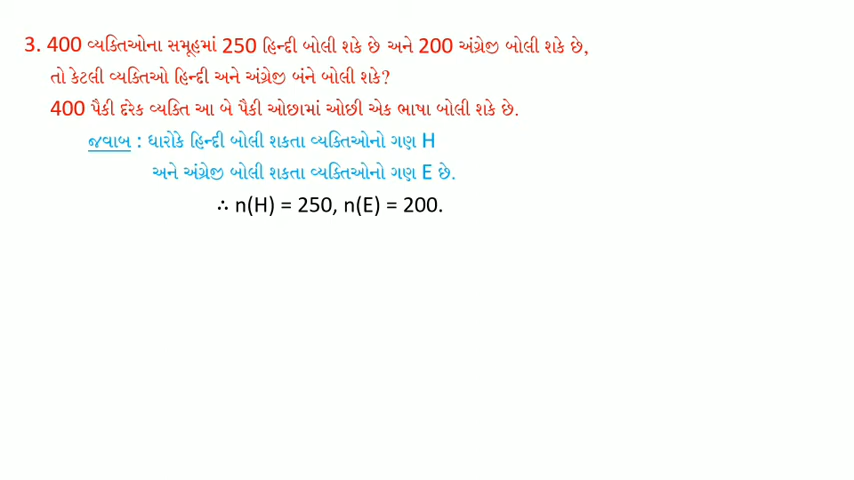 3. 400 વ્યક્તિઓના સમૂહમાં 250 હિન્દી બોલી શકે છે અને 200 અંગ્રેજી બોલી શકે છે,
તો કેટલી વ્યક્તિઓ હિન્દી અને અંગ્રેજી બંને બોલી શકે?
400 પૈકી દરેક વ્યક્તિ આ બે પૈકી ઓછામાં ઓછી એક ભાષા બોલી શકે છે.
જવાબ : ધારોકે હિન્દી બોલી શકતા વ્યક્તિઓનો ગણ H
અને અંગ્રેજી બોલી શકતા વ્યક્તિઓનો ગણ E છે.
∴ n(H) = 250, n(E) = 200.